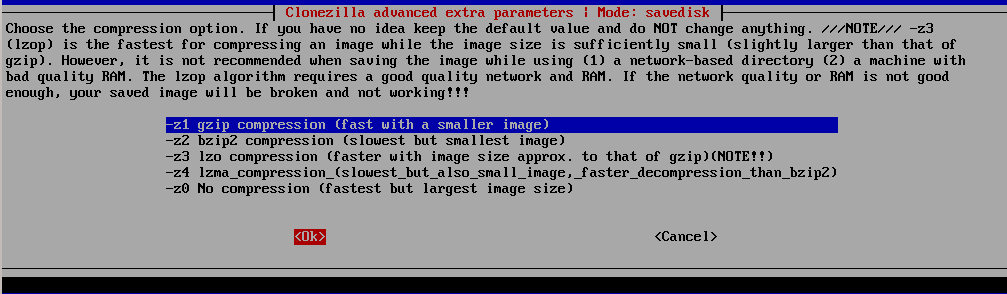 Clonezilla advanced extra parameters ¦ Mode: savedisk
Choose the compression option. If you have no idea keep the default value and do NOT change anything. ///NOTE/// -z3
(lzop) is the fastest for compressing an image while the image size is sufficiently small (slightly larger than that of
gzip). However, it is not recommended when saving the image while using (1) a network-based directory (2) a machine with
bad quality RAM. The lzop algorithm requires a good quality network and RAM. If the network quality or RAM is not good
enough, your saved image will be broken and not working!!!
-z1 gzip compression (fast with a smaller image)
-z2 bzip2 compression (slowest but smallest image)
-z3 lzo compression (faster with image size approx. to that of gzip)(NOTE!!)
-z4 lzma_compression_(slowest_but_also_small_image,_faster_decompression_than_bzip2)
-z0 No compression (fastest but largest image size)
<Ok> <Cancel>